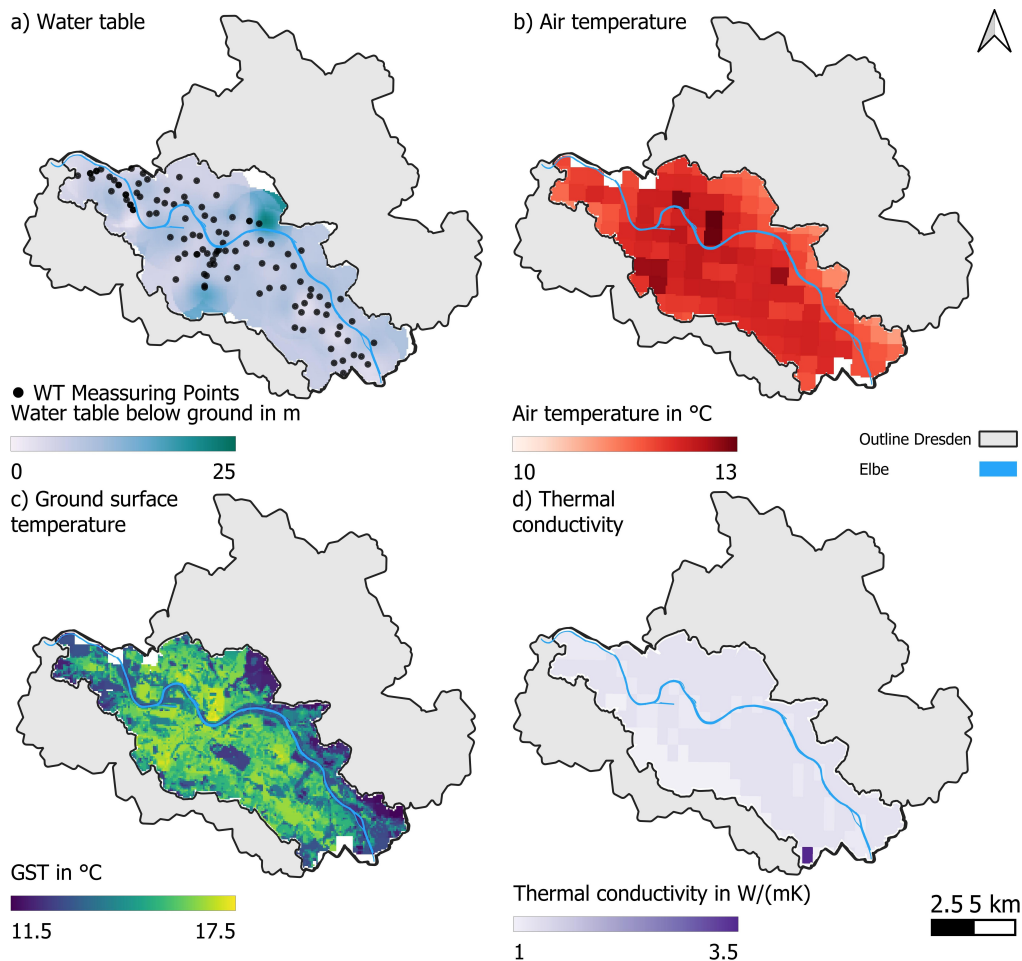 a) Water table
b) Air temperature
WT Meassuring Points
Water table below ground in m
0 25
Air temperature in °C
10 13
Outline Dresden
Elbe
c) Ground surface
temperature
d) Thermal
conductivity
GST in °C
11.5 17.5
Thermal conductivity in W/(mK)
1 3.5
2.5 5 km